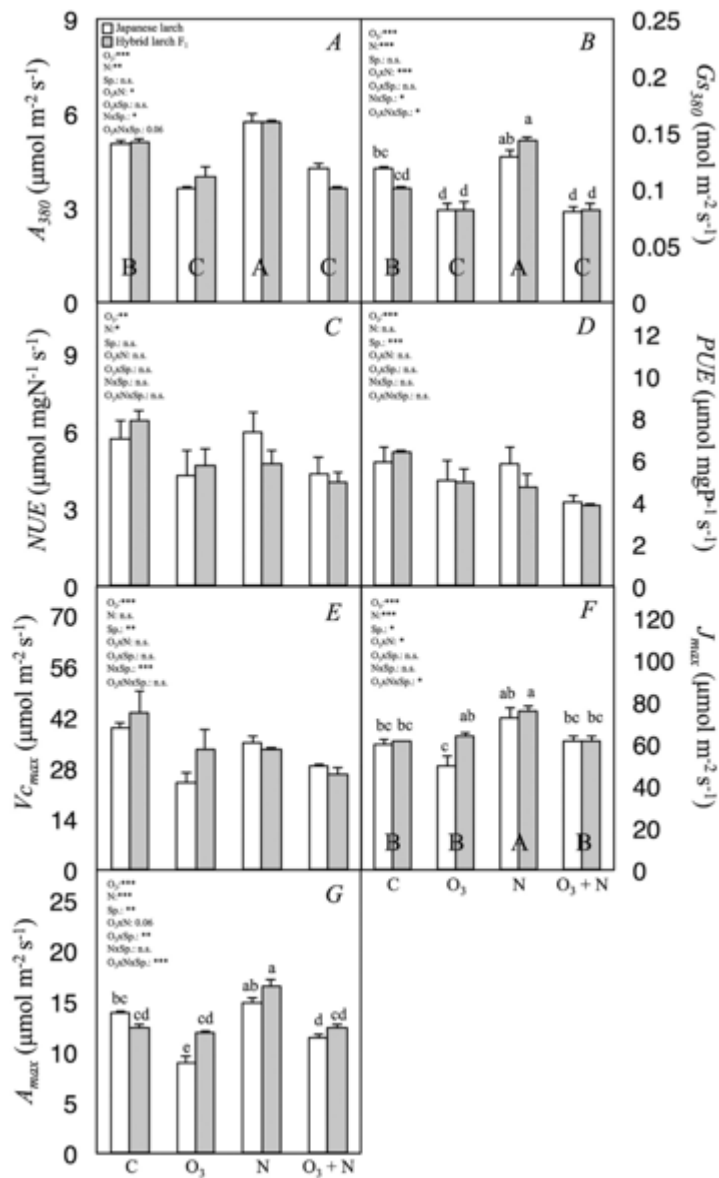 Japanese larch
Hybrid larch F₁
A
O₃:***
N:**
Sp.: n.s.
O₃xN: *
O₃xSp.: n.s.
NxSp.: *
O₃xNxSp.: 0.06
9
6
3
0
A₃₈₀ (μmol m⁻² s⁻¹)
B C A C
B
O₃:***
N:***
Sp.: n.s.
O₃xN: ***
O₃xSp.: n.s.
NxSp.: *
O₃xNxSp.: *
bc cd d d ab a d d
B C A C
0.25
0.2
0.15
0.1
0.05
0
Gs₃₈₀ (mol m⁻² s⁻¹)
C
O₃:**
N:*
Sp.: n.s.
O₃xN: n.s.
O₃xSp.: n.s.
NxSp.: n.s.
O₃xNxSp.: n.s.
9
6
3
0
NUE (μmol mgN⁻¹ s⁻¹)
D
O₃:***
N: n.s.
Sp.: ***
O₃xN: n.s.
O₃xSp.: n.s.
NxSp.: n.s.
O₃xNxSp.: n.s.
12
10
8
6
4
2
0
PUE (μmol mgP⁻¹ s⁻¹)
E
O₃:***
N: n.s.
Sp.: **
O₃xN: n.s.
O₃xSp.: n.s.
NxSp.: ***
O₃xNxSp.: n.s.
70
56
42
28
14
0
Vcmax (μmol m⁻² s⁻¹)
F
O₃:***
N:***
Sp.: *
O₃xN: *
O₃xSp.: n.s.
NxSp.: n.s.
O₃xNxSp.: *
bc bc c ab ab a bc bc
B B A B
120
100
80
60
40
20
0
Jmax (μmol m⁻² s⁻¹)
C O₃ N O₃ + N
G
O₃:***
N:***
Sp.: **
O₃xN: 0.06
O₃xSp.: **
NxSp.: n.s.
O₃xNxSp.: ***
bc cd e cd ab a d cd
25
20
15
10
5
0
Amax (μmol m⁻² s⁻¹)
C O₃ N O₃ + N